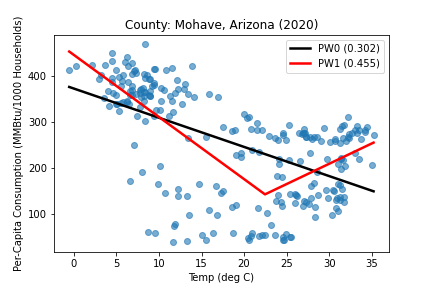 County: Mohave, Arizona (2020)
Per-Capita Consumption (MMBtu/1000 Households)
400
300
200
100
PW0 (0.302)
PW1 (0.455)
0 5 10 15 20 25 30 35
Temp (deg C)